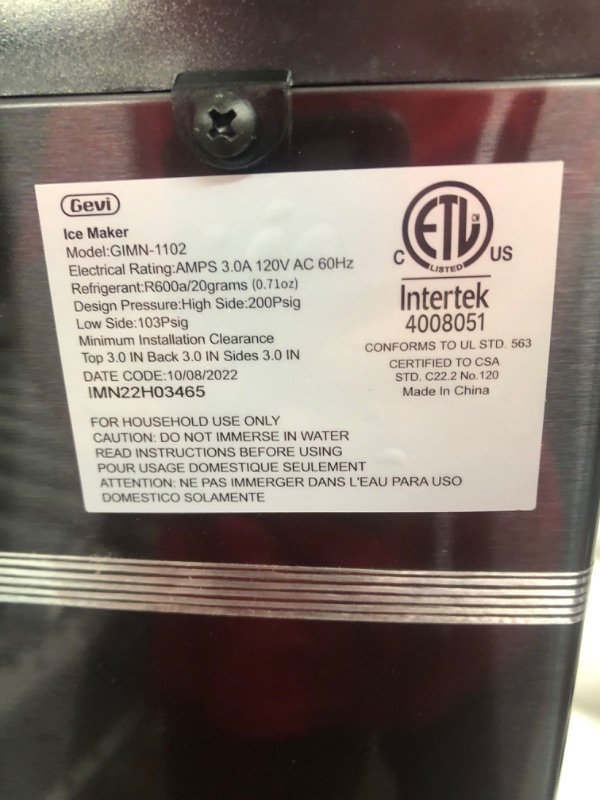 Gevi
Ice Maker
Model:GIMN-1102
Electrical Rating:AMPS 3.0A 120V AC 60Hz
Refrigerant:R600a/20grams (0.71oz)
Design Pressure:High Side:200Psig
Low Side:103Psig
Minimum Installation Clearance
Top 3.0 IN Back 3.0 IN Sides 3.0 IN
DATE CODE:10/08/2022
IMN22H03465
FOR HOUSEHOLD USE ONLY
CAUTION: DO NOT IMMERSE IN WATER
READ INSTRUCTIONS BEFORE USING
POUR USAGE DOMESTIQUE SEULEMENT
ATTENTION: NE PAS IMMERGER DANS L'EAU PARA USO
DOMESTICO SOLAMENTE
ETL CM
C US
LISTED
Intertek
4008051
CONFORMS TO UL STD. 563
CERTIFIED TO CSA
STD. C22.2 No.120
Made In China